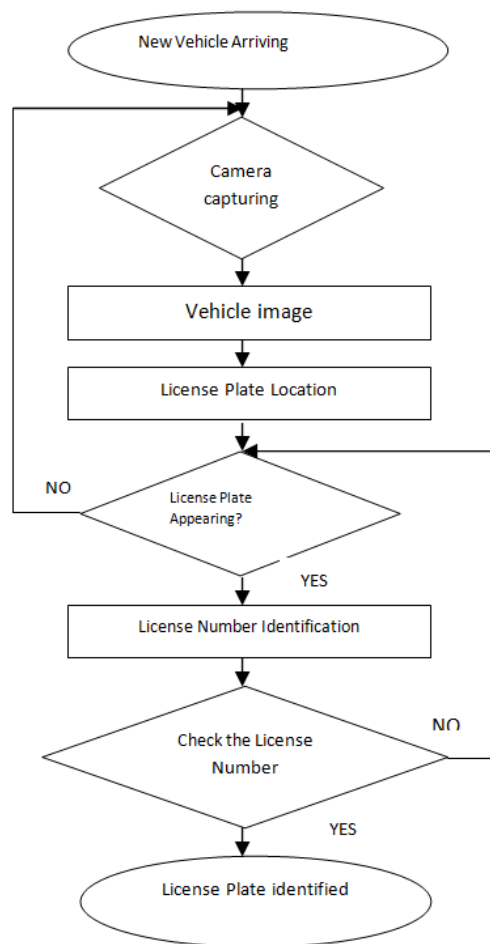 New Vehicle Arriving
Camera
capturing
Vehicle image
License Plate Location
NO
License Plate
Appearing?
YES
License Number Identification
Check the License
Number
NO
YES
License Plate identified